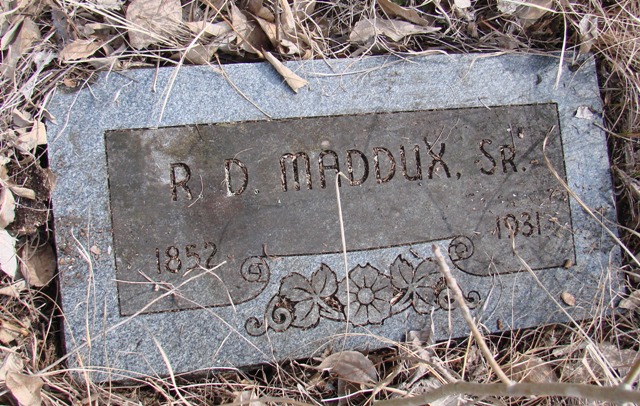 R. D. MADDUX, SR.
1852 1931